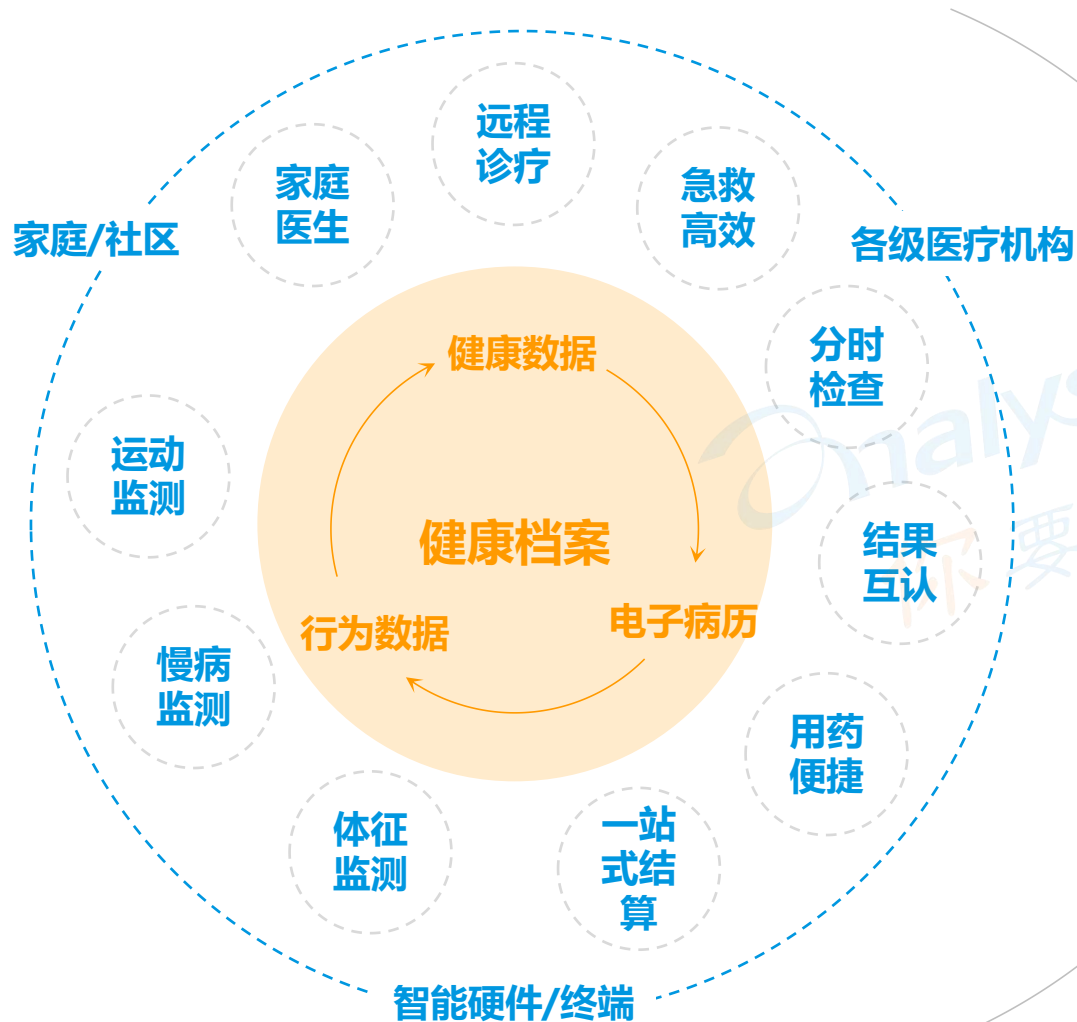 远程
诊疗
家庭
医生
急救
高效
家庭/社区
各级医疗机构
健康数据
分时
检查
运动
监测
健康档案
结果
互认
行为数据
电子病历
慢病
监测
用药
便捷
体征
监测
一站
式结
算
智能硬件/终端
analys
你要